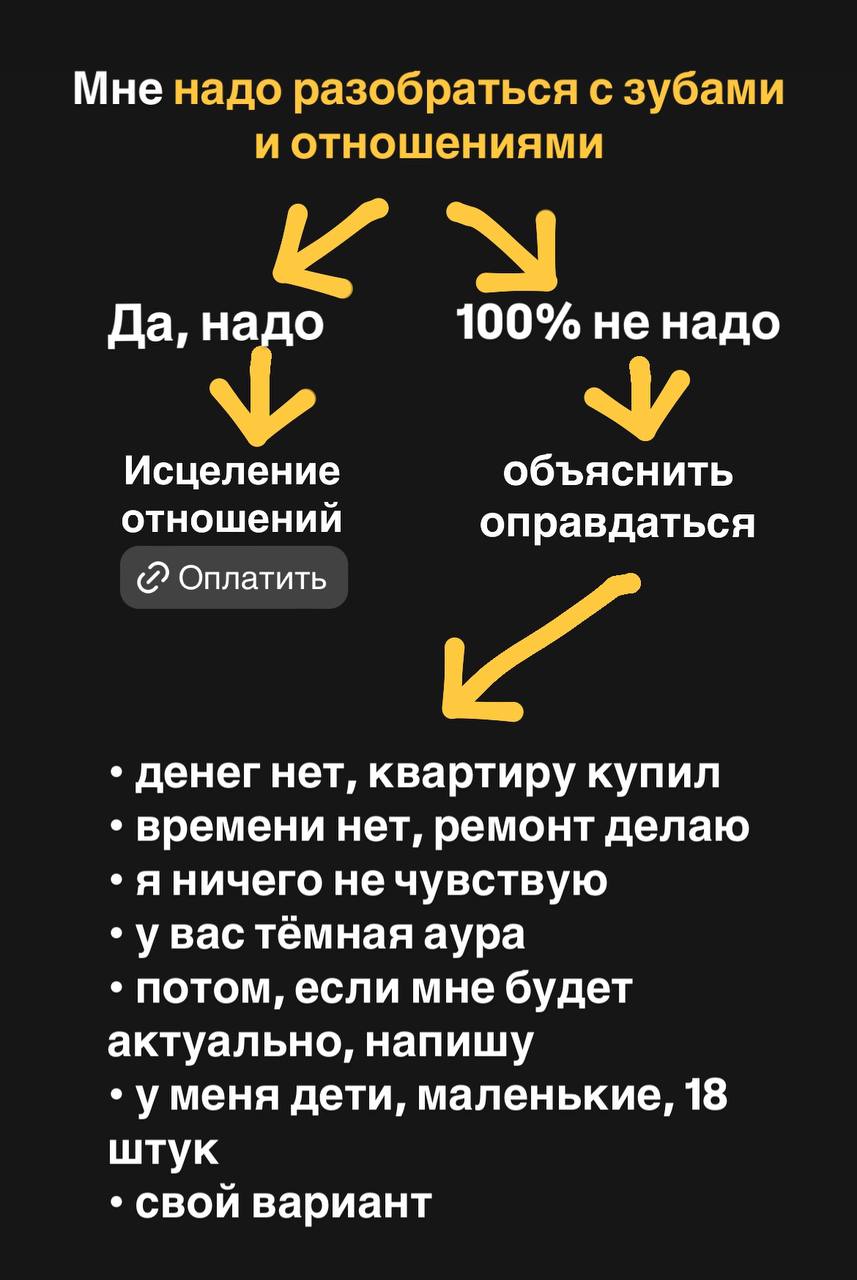 Мне надо разобраться с зубами
и отношениями
Да, надо
100% не надо
Исцеление
отношений
Оплатить
объяснить
оправдаться
• денег нет, квартиру купил
• времени нет, ремонт делаю
• я ничего не чувствую
• у вас тёмная аура
• потом, если мне будет
актуально, напишу
• у меня дети, маленькие, 18
штук
• свой вариант